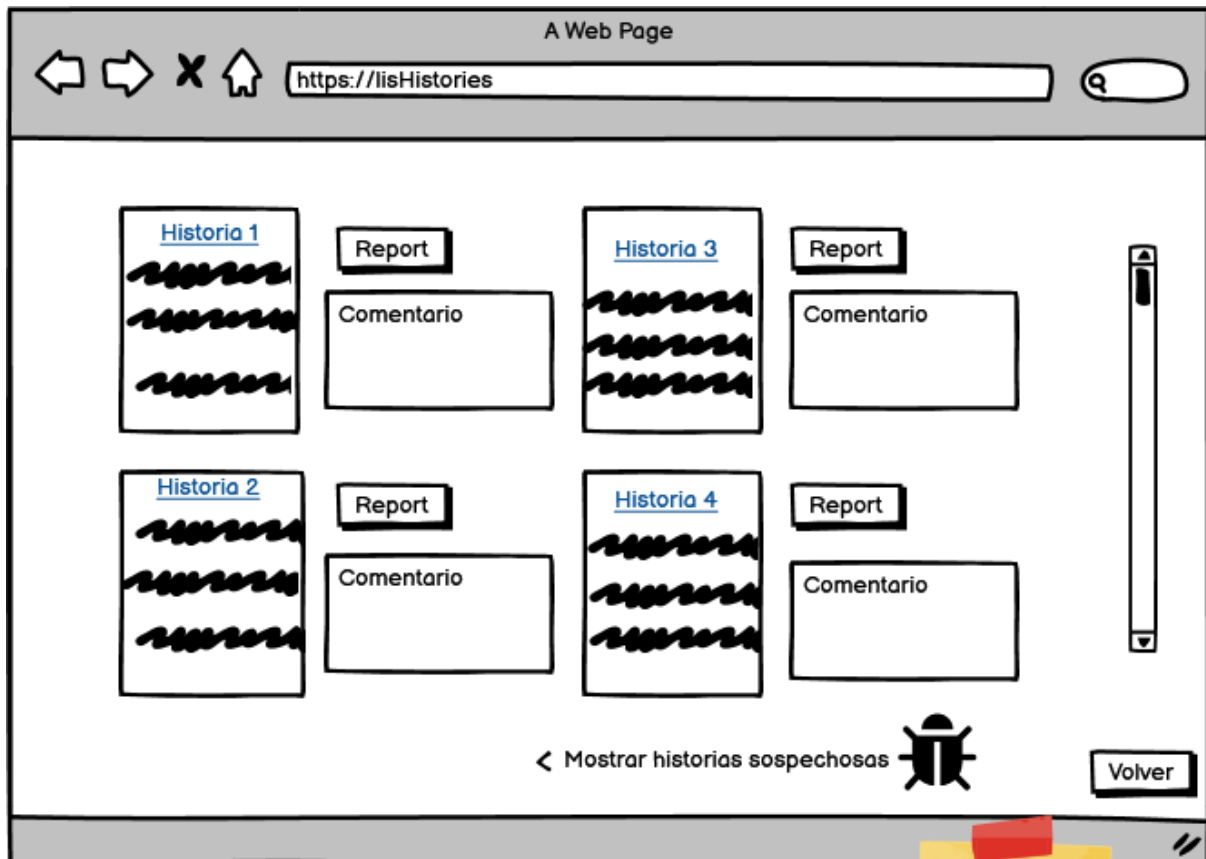 A Web Page
https://lisHistories
Historia 1
Report
Comentario
Historia 3
Report
Comentario
Historia 2
Report
Comentario
Historia 4
Report
Comentario
< Mostrar historias sospechosas
Volver